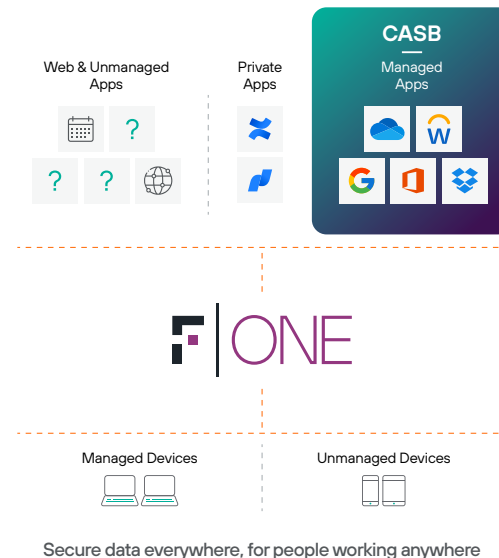 CASB
Web & Unmanaged
Apps
Private
Apps
Managed
Apps
?
? ?
F|ONE
Managed Devices
Unmanaged Devices
Secure data everywhere, for people working anywhere